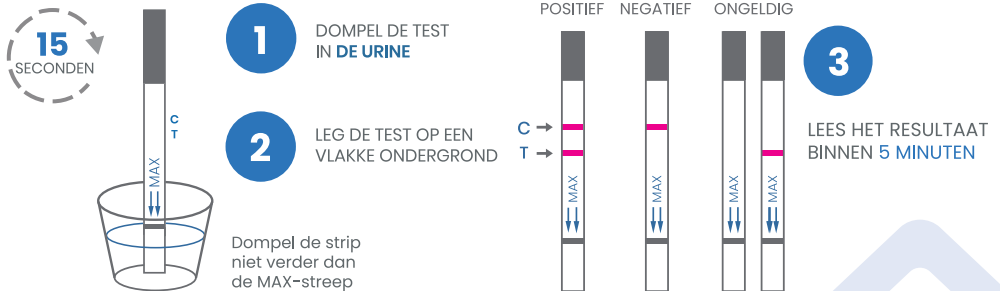 15
SECONDEN
C
T
MAX
1
DOMPEL DE TEST
IN DE URINE
2
LEG DE TEST OP EEN
VLAKKE ONDERGROND
Dompel de strip
niet verder dan
de MAX-streep
POSITIEF NEGATIEF ONGELDIG
C
T
MAX MAX MAX MAX
3
LEES HET RESULTAAT
BINNEN 5 MINUTEN